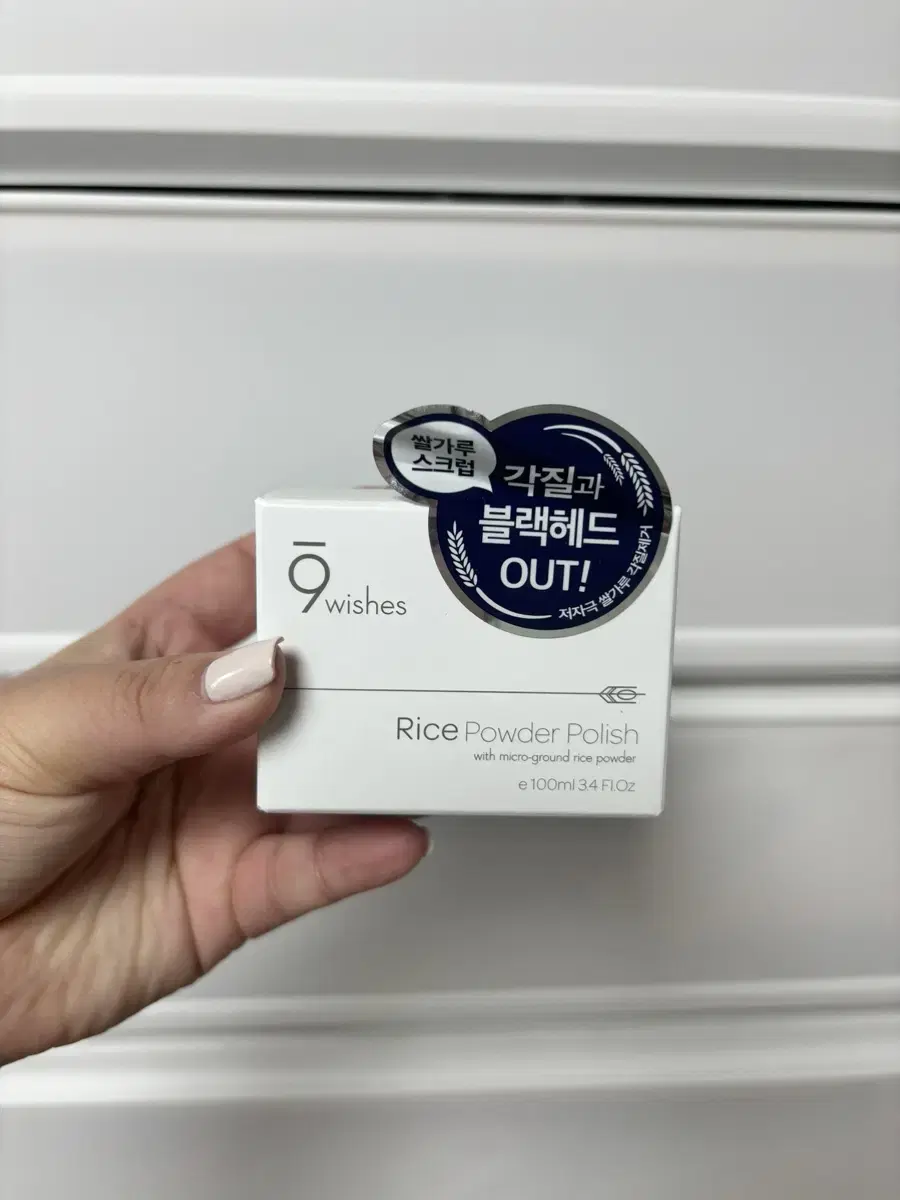 쌀가루
스크럽
각질과
블랙헤드
OUT!
저자극 쌀가루 각질제거
9 wishes
Rice Powder Polish
with micro-ground rice powder
e 100ml 3.4 Fl.Oz